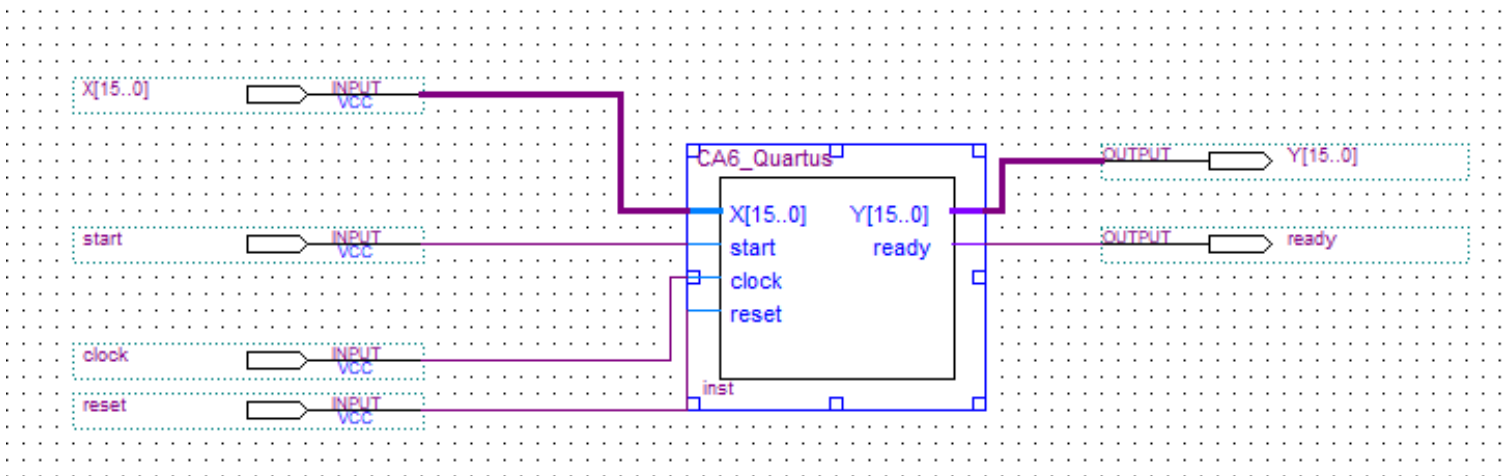 X[15..0] INPUT
VCC
CA6_Quartus
OUTPUT Y[15..0]
X[15..0] Y[15..0]
start INPUT
VCC
start ready
OUTPUT ready
clock
reset
clock INPUT
VCC
inst
reset INPUT
VCC